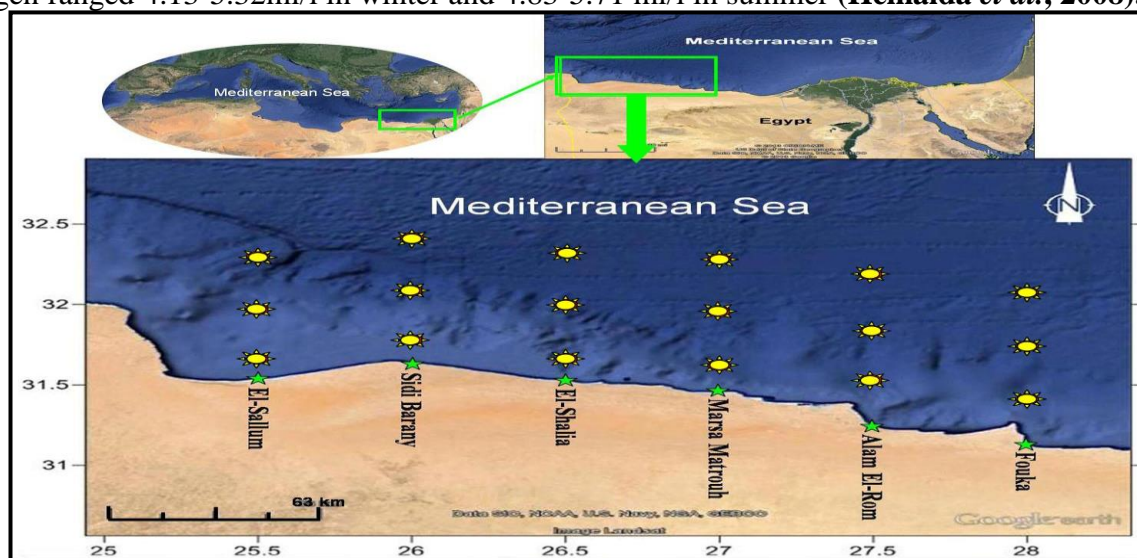 gen ranged 4.13-5.32ml/l in winter and 4.83-5.71 ml/l in summer (Hemaida et al., 2008).
Mediterranean Sea
Mediterranean Sea
Egypt
Mediterranean Sea
N
32.5
32
31.5
31
El-Sallum
Sidi Barany
El-Shalia
Marsa Matrouh
Alam El-Rom
Fouka
63 km
Data SIO, NOAA, U.S. Navy, NGA, GEBCO
Image Landsat
Google earth
25 25.5 26 26.5 27 27.5 28